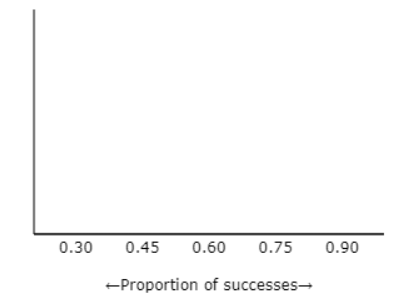 0.30 0.45 0.60 0.75 0.90
←Proportion of successes→